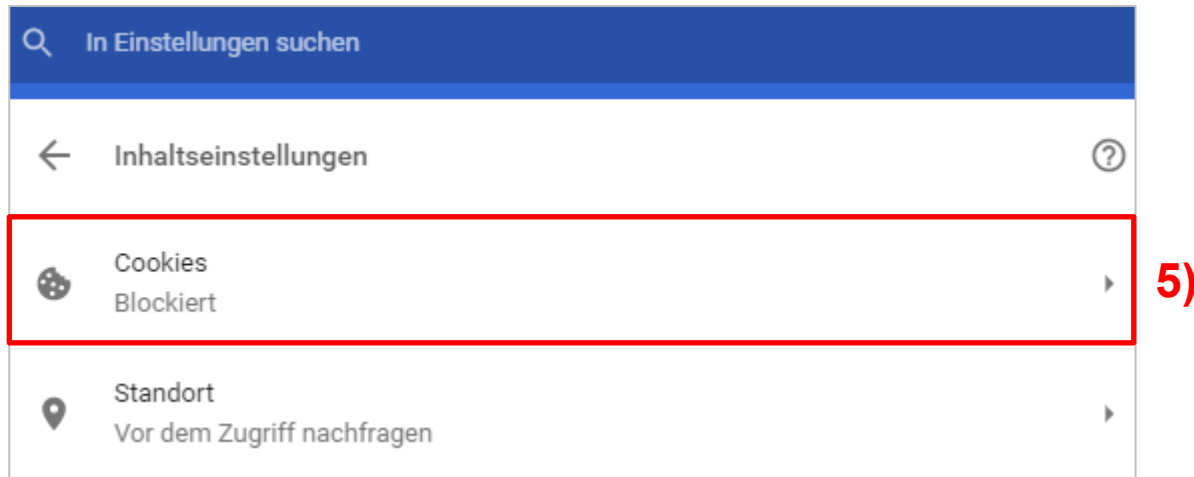 In Einstellungen suchen
Inhaltseinstellungen
Cookies
Blockiert
5)
Standort
Vor dem Zugriff nachfragen